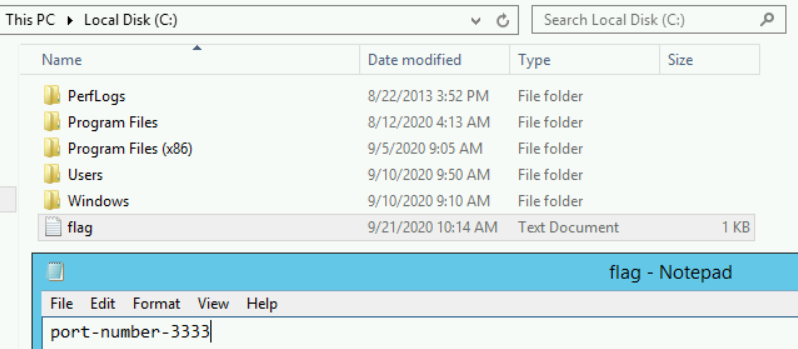 This PC Local Disk (C:) Search Local Disk (C:)
Name Date modified Type Size
PerfLogs 8/22/2013 3:52 PM File folder
Program Files 8/12/2020 4:13 AM File folder
Program Files (x86) 9/5/2020 9:05 AM File folder
Users 9/10/2020 9:50 AM File folder
Windows 9/10/2020 9:10 AM File folder
flag 9/21/2020 10:14 AM Text Document 1 KB
flag - Notepad
File Edit Format View Help
port-number-3333